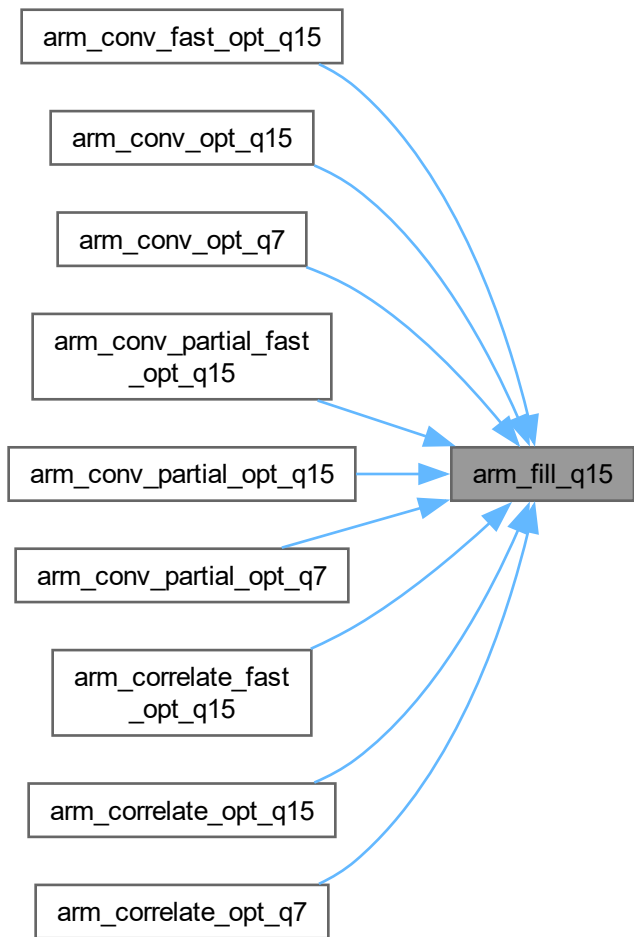 arm_conv_fast_opt_q15
arm_conv_opt_q15
arm_conv_opt_q7
arm_conv_partial_fast
_opt_q15
arm_conv_partial_opt_q15
arm_fill_q15
arm_conv_partial_opt_q7
arm_correlate_fast
_opt_q15
arm_correlate_opt_q15
arm_correlate_opt_q7